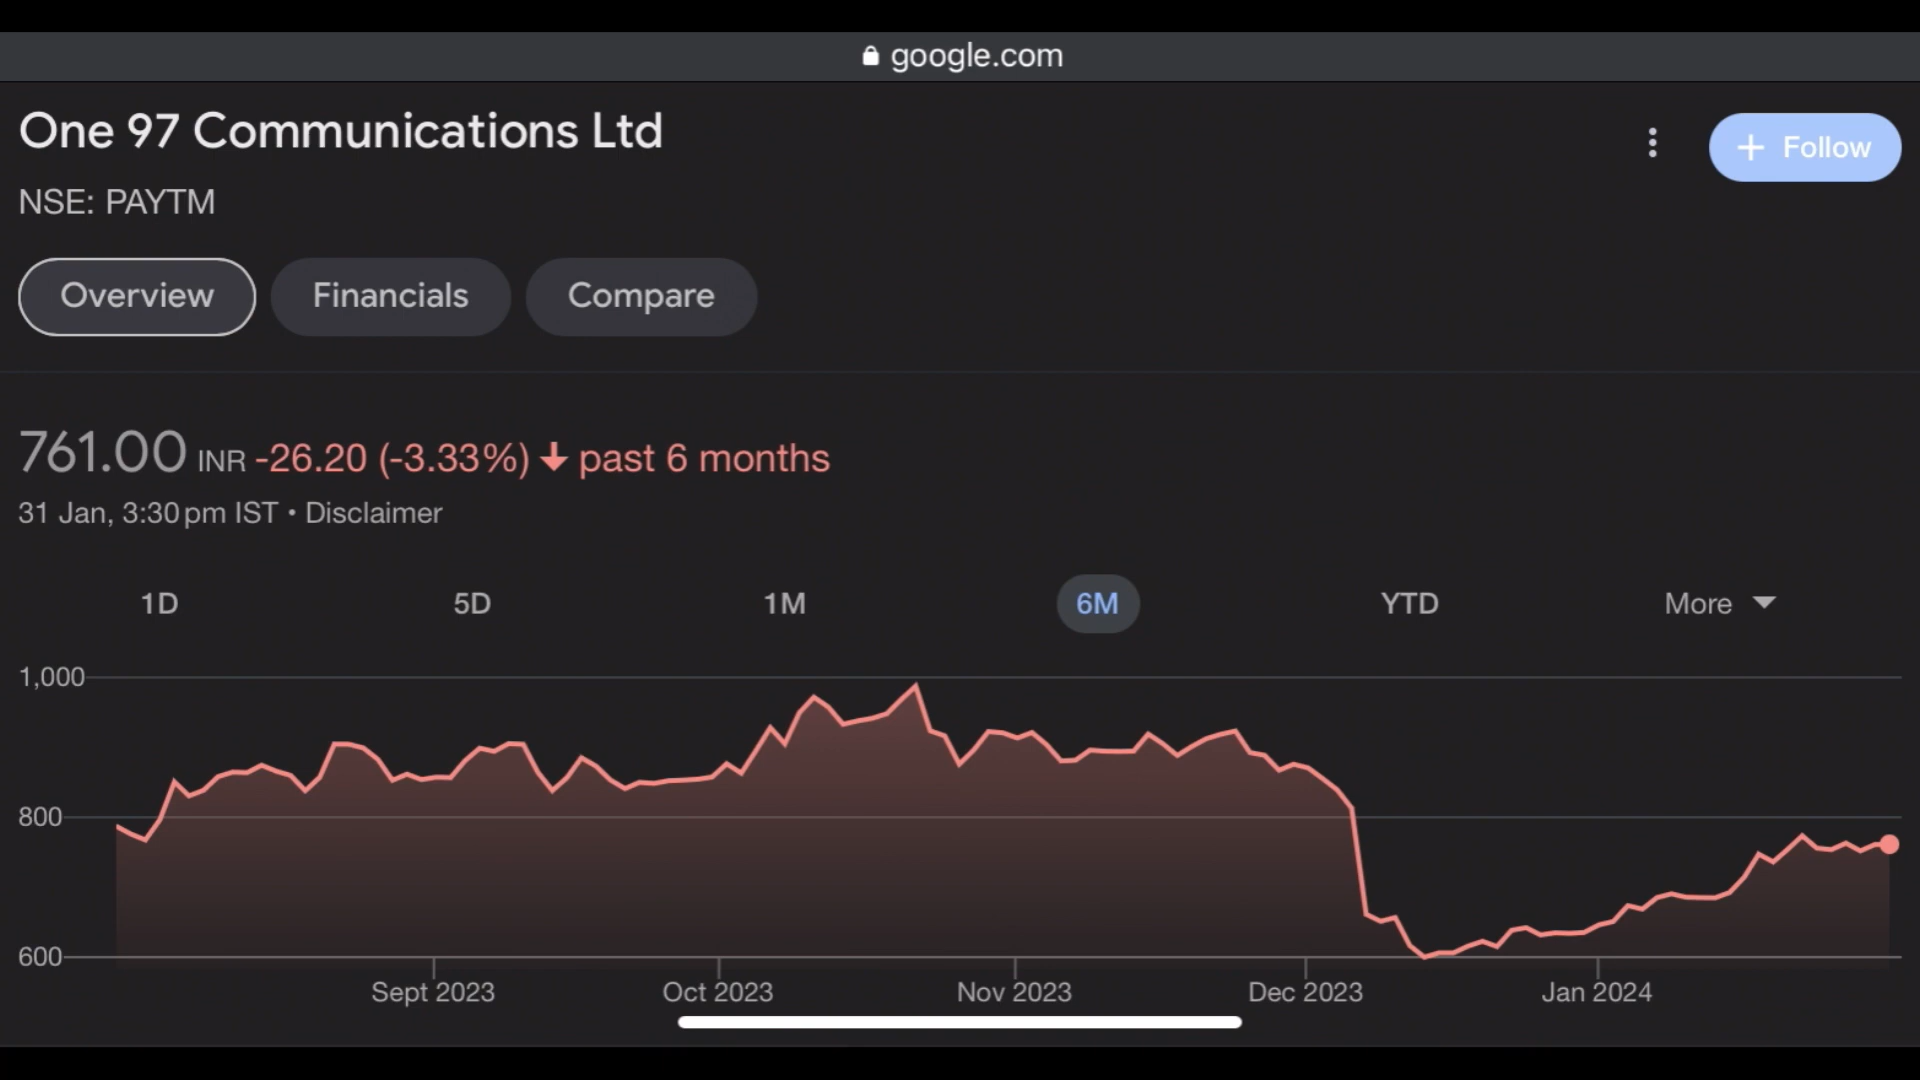 google.com
One 97 Communications Ltd
+ Follow
NSE: PAYTM
Overview Financials Compare
761.00 INR -26.20 (-3.33%) ↓ past 6 months
31 Jan, 3:30 pm IST • Disclaimer
1D 5D 1M 6M YTD More
1,000
800
600
Sept 2023 Oct 2023 Nov 2023 Dec 2023 Jan 2024